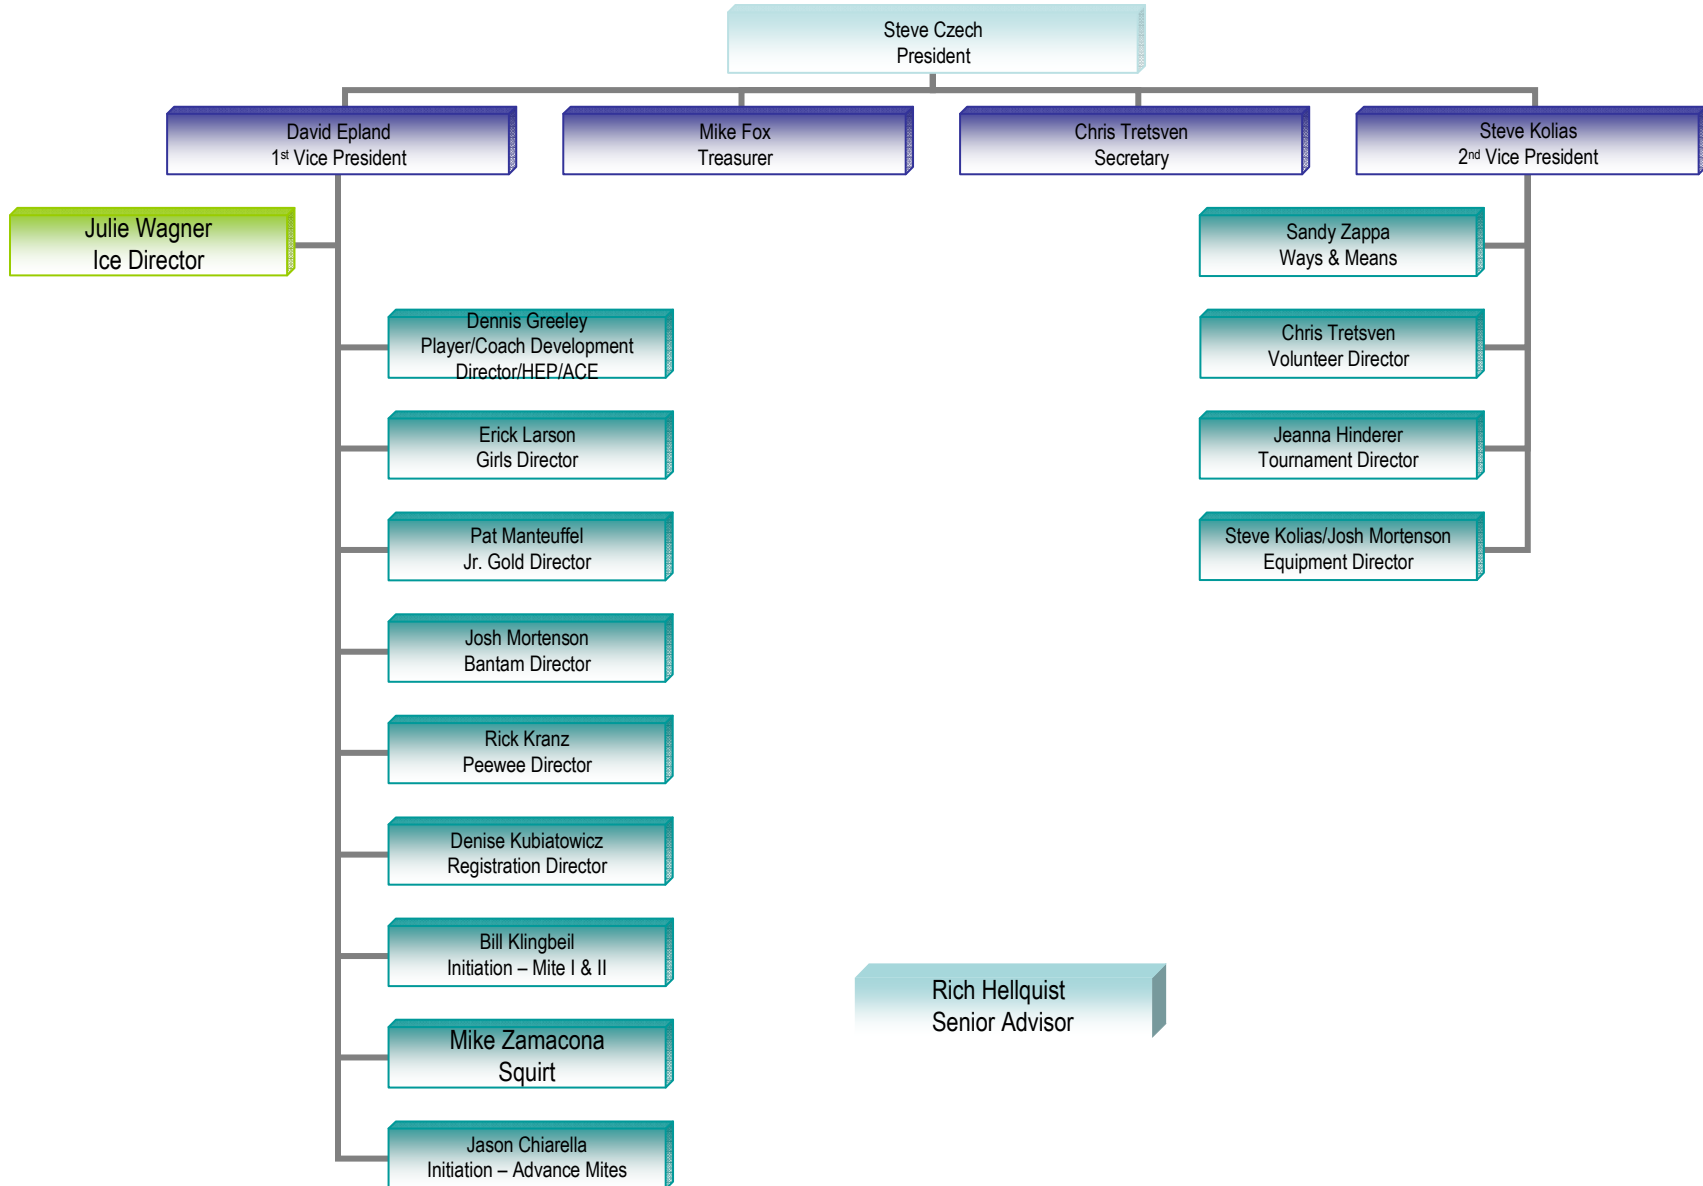 Steve Czech
President
David Epland
1st Vice President
Mike Fox
Treasurer
Chris Tretsven
Secretary
Steve Kolias
2nd Vice President
Julie Wagner
Ice Director
Dennis Greeley
Player/Coach Development
Director/HEP/ACE
Erick Larson
Girls Director
Pat Manteuffel
Jr. Gold Director
Josh Mortenson
Bantam Director
Rick Kranz
Peewee Director
Denise Kubiatowicz
Registration Director
Bill Klingbeil
Initiation – Mite I & II
Mike Zamacona
Squirt
Jason Chiarella
Initiation – Advance Mites
Sandy Zappa
Ways & Means
Chris Tretsven
Volunteer Director
Jeanna Hinderer
Tournament Director
Steve Kolias/Josh Mortenson
Equipment Director
Rich Hellquist
Senior Advisor